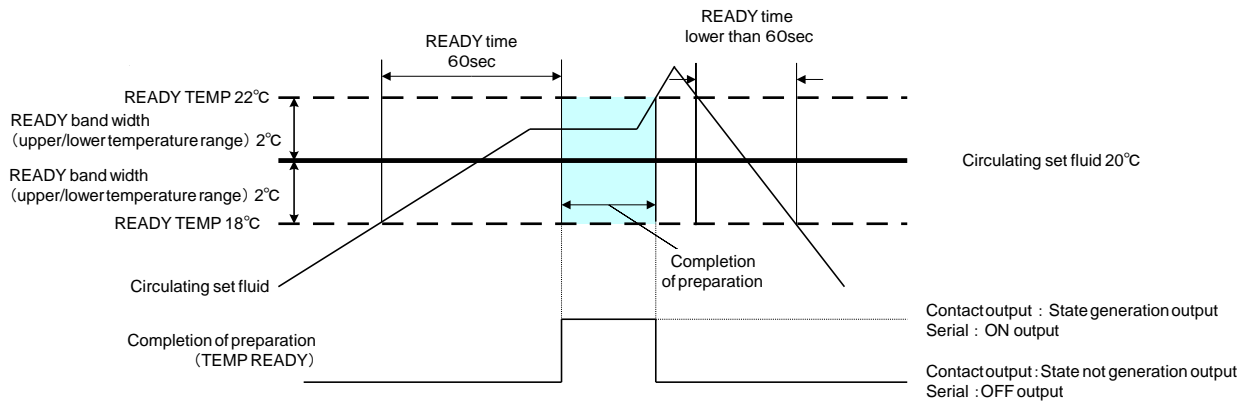 READY time
60sec
READY time
lower than 60sec
READY TEMP 22℃
READY band width
（upper/lower temperature range）2℃
Circulating set fluid 20℃
READY band width
（upper/lower temperature range）2℃
READY TEMP 18℃
Completion
of preparation
Circulating set fluid
Contact output : State generation output
Serial : ON output
Completion of preparation
（TEMP READY）
Contact output : State not generation output
Serial : OFF output